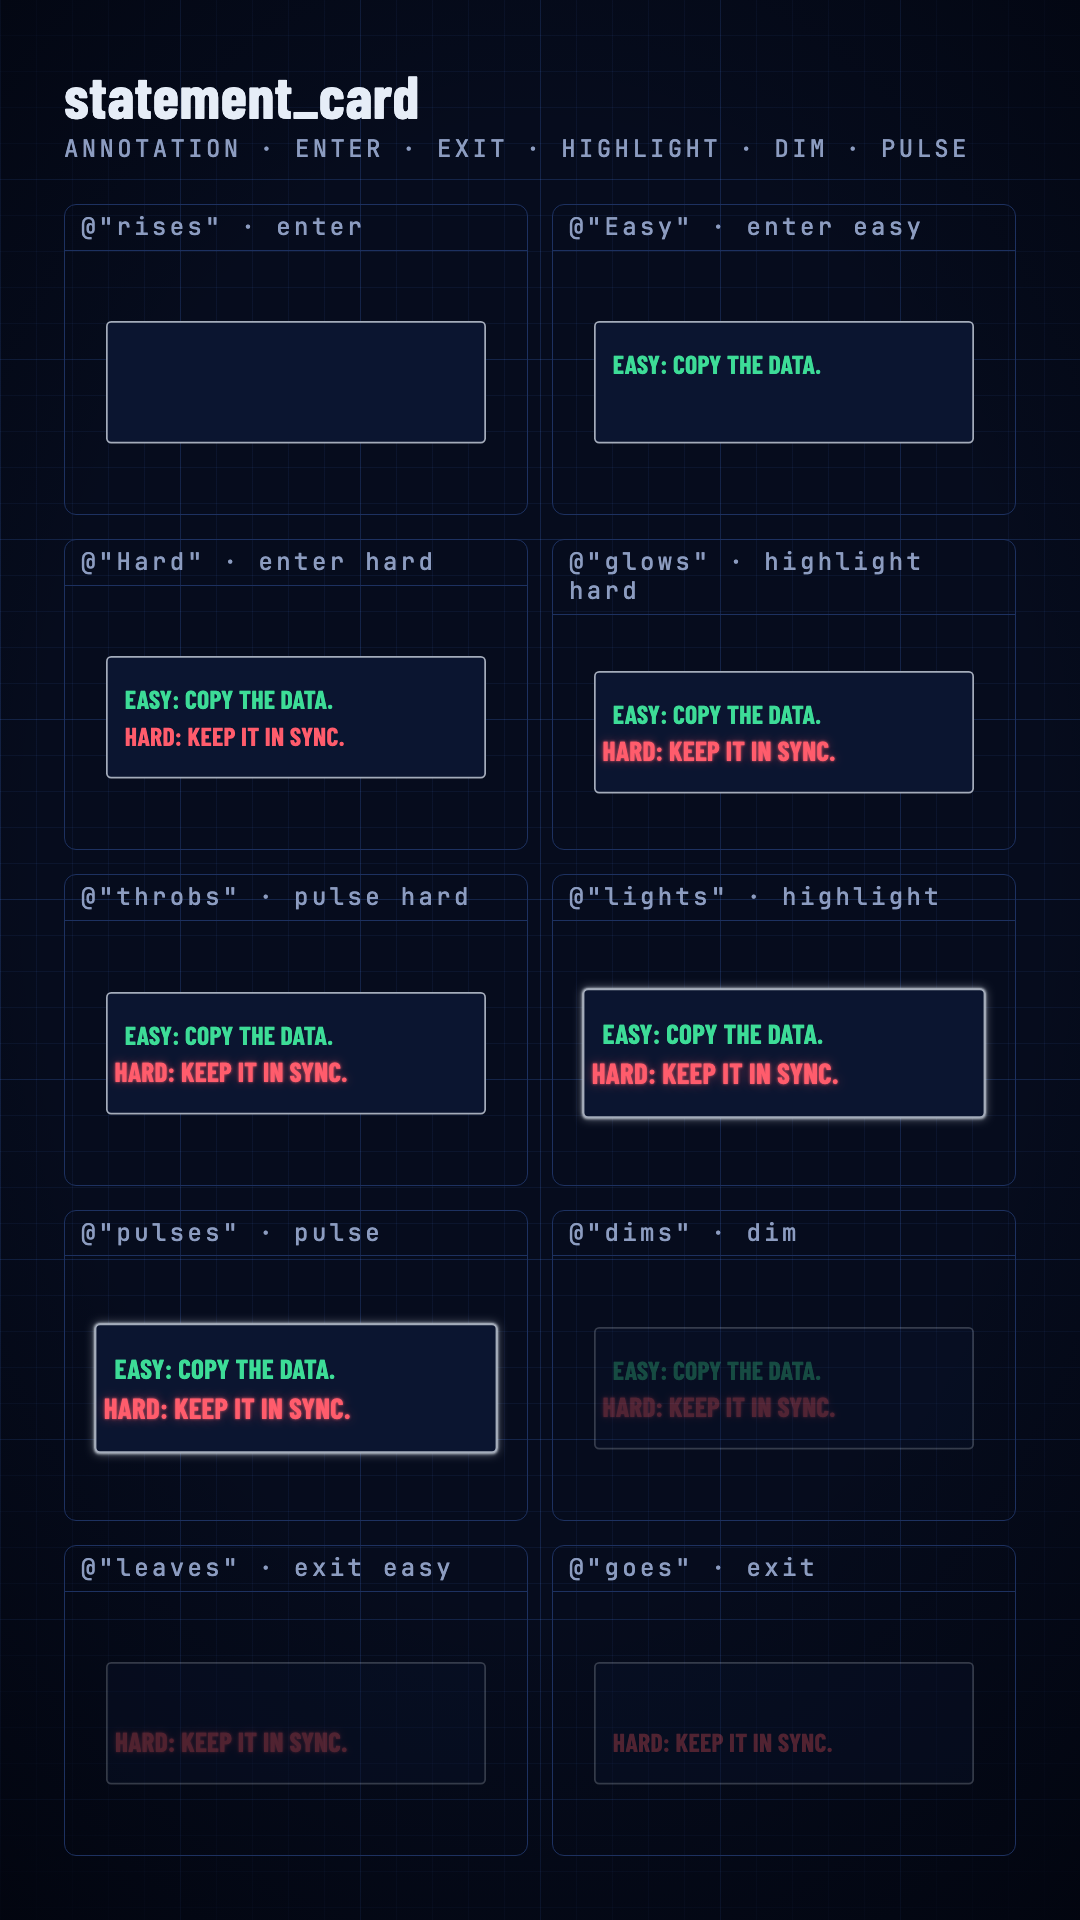 statement_card
ANNOTATION · ENTER · EXIT · HIGHLIGHT · DIM · PULSE
@"rises" · enter
@"Easy" · enter easy
EASY: COPY THE DATA.
@"Hard" · enter hard
EASY: COPY THE DATA.
HARD: KEEP IT IN SYNC.
@"glows" · highlight
hard
EASY: COPY THE DATA.
HARD: KEEP IT IN SYNC.
@"throbs" · pulse hard
EASY: COPY THE DATA.
HARD: KEEP IT IN SYNC.
@"lights" · highlight
EASY: COPY THE DATA.
HARD: KEEP IT IN SYNC.
@"pulses" · pulse
EASY: COPY THE DATA.
HARD: KEEP IT IN SYNC.
@"dims" · dim
EASY: COPY THE DATA.
HARD: KEEP IT IN SYNC.
@"leaves" · exit easy
HARD: KEEP IT IN SYNC.
@"goes" · exit
HARD: KEEP IT IN SYNC.